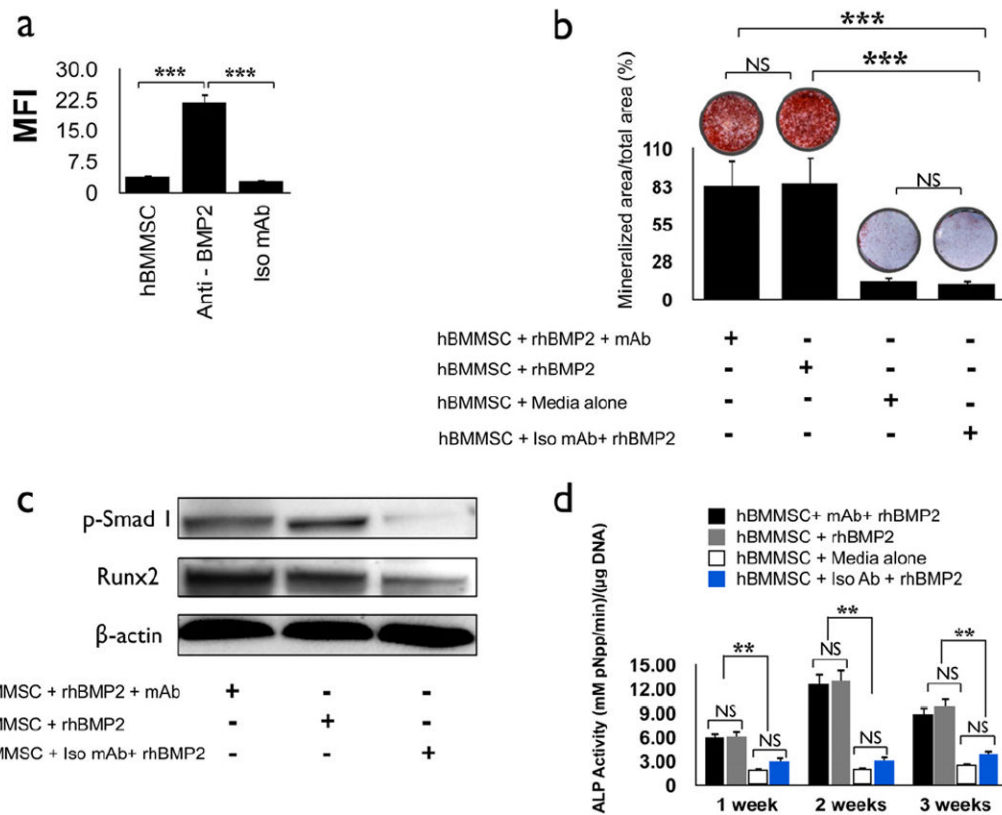 a
MFI
30.0
22.5
15.0
7.5
0
***
***
hBMMSC
Anti - BMP2
Iso mAb
b
Mineralized area/total area (%)
110
83
55
28
0
***
***
NS
NS
hBMMSC + rhBMP2 + mAb + - - -
hBMMSC + rhBMP2 - + - -
hBMMSC + Media alone - - + -
hBMMSC + Iso mAb+ rhBMP2 - - - +
c
p-Smad 1
Runx2
β-actin
MMSC + rhBMP2 + mAb + - -
MMSC + rhBMP2 - + -
MMSC + Iso mAb+ rhBMP2 - - +
d
hBMMSC+ mAb+ rhBMP2
hBMMSC + rhBMP2
hBMMSC + Media alone
hBMMSC + Iso Ab + rhBMP2
ALP Activity (mM pNpp/min)/(µg DNA)
15.00
12.00
9.00
6.00
3.00
0
**
NS
NS
**
NS
NS
**
NS
NS
1 week
2 weeks
3 weeks